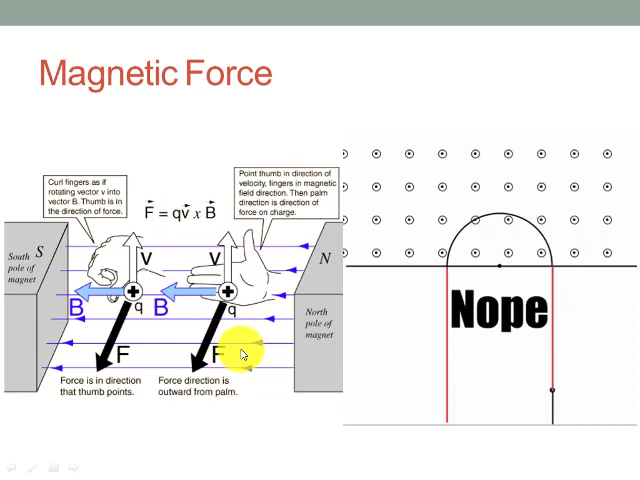 Magnetic Force
Curl fingers as if
rotating vector v into
vector B. Thumb is in
the direction of force.
F = qv x B
Point thumb in direction of
velocity, fingers in magnetic
field direction. Then palm
direction is direction of
force on charge.
South
pole of
magnet
S
v
v
N
B
q
B
q
North
pole of
magnet
F
F
Force is in direction
that thumb points.
Force direction is
outward from palm.
Nope